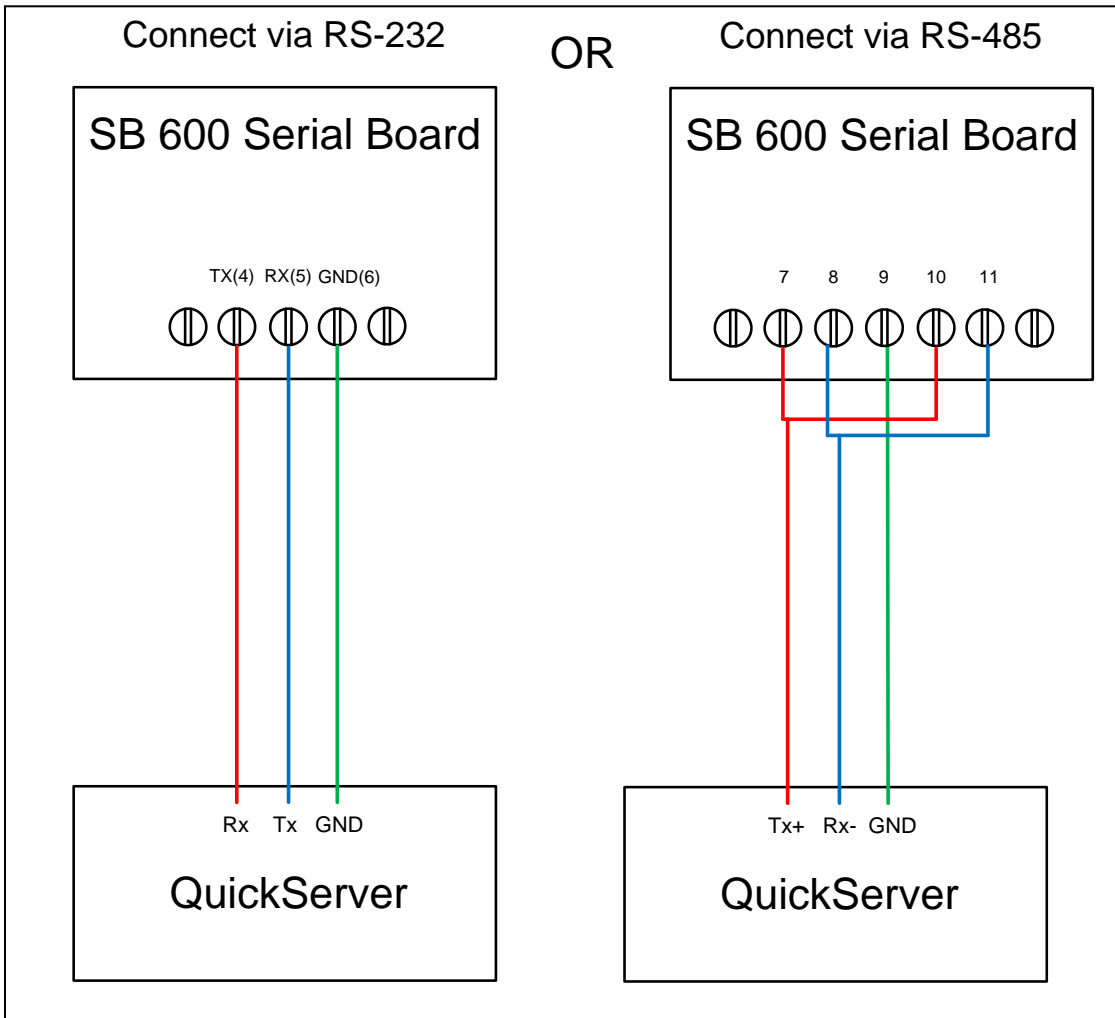 Connect via RS-232
OR
Connect via RS-485
SB 600 Serial Board
TX(4) RX(5) GND(6)
Rx Tx GND
QuickServer
SB 600 Serial Board
7 8 9 10 11
Tx+ Rx- GND
QuickServer